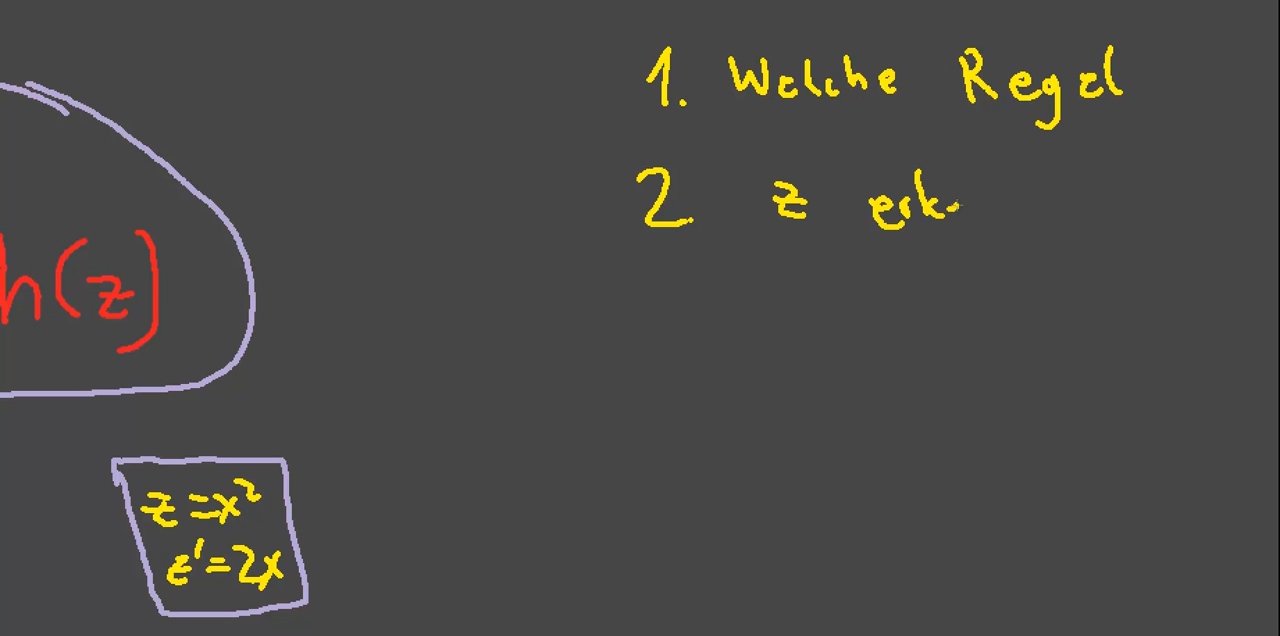 1. Welche Regel
2. z erk.
h(z)
z = x²
z' = 2x